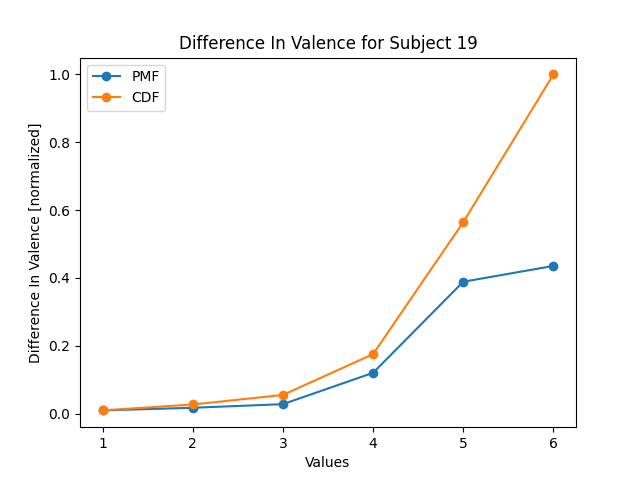 Difference In Valence for Subject 19
PMF
CDF
1.0
0.8
0.6
0.4
0.2
0.0
Difference In Valence [normalized]
1 2 3 4 5 6
Values